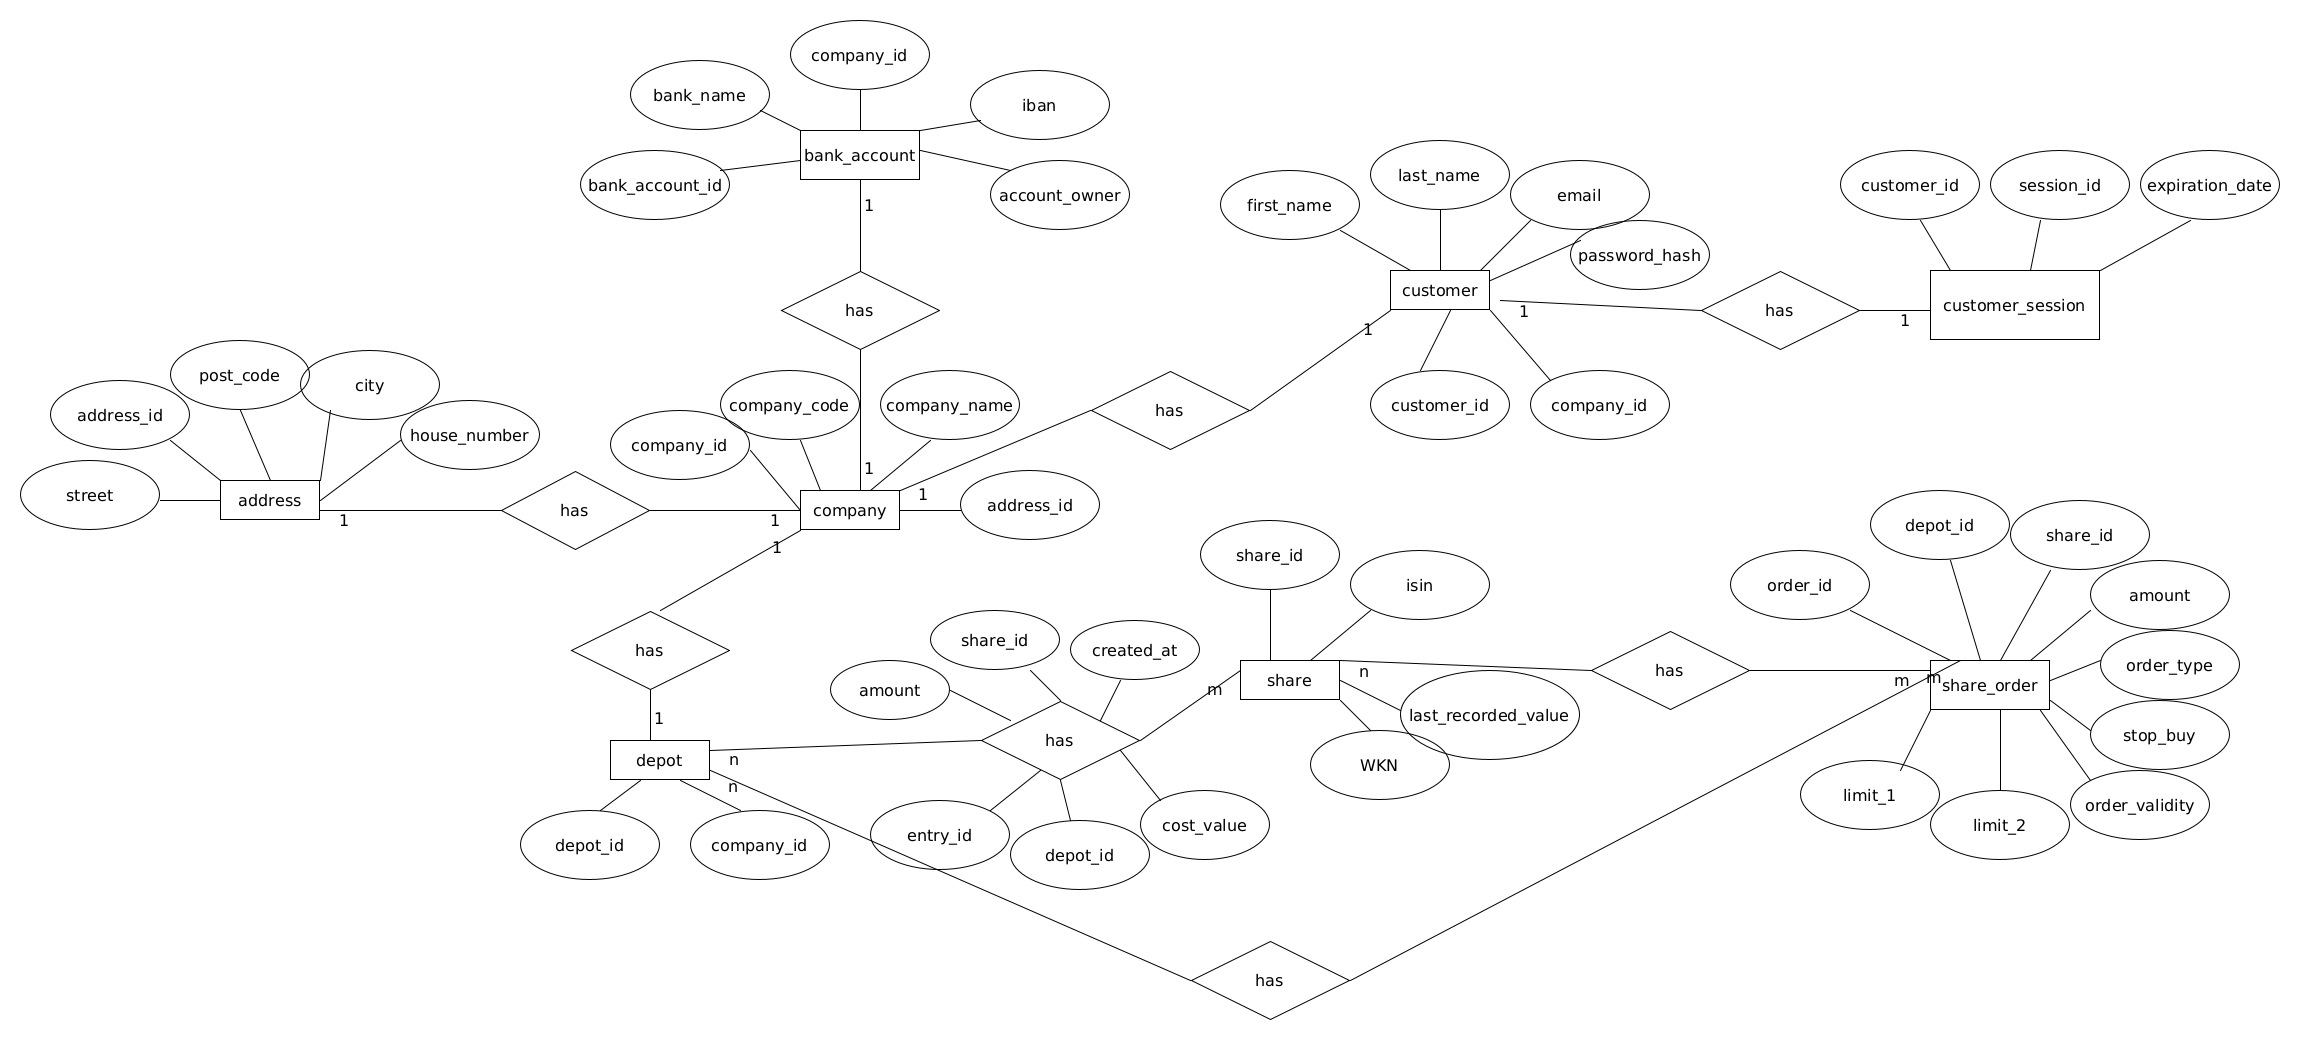 company_id
bank_name
iban
bank_account
bank_account_id
account_owner
1
has
1
last_name
first_name
email
password_hash
customer
customer_id
company_id
1
1
has
1
customer_id
session_id
expiration_date
customer_session
has
1
post_code
city
address_id
house_number
street
address
1
has
1
company_code
company_name
company_id
company
address_id
1
has
1
depot
depot_id
company_id
n
n
share_id
created_at
amount
has
entry_id
depot_id
cost_value
m
share_id
isin
share
last_recorded_value
WKN
n
has
m
m
depot_id
share_id
order_id
amount
order_type
share_order
stop_buy
limit_1
limit_2
order_validity
has